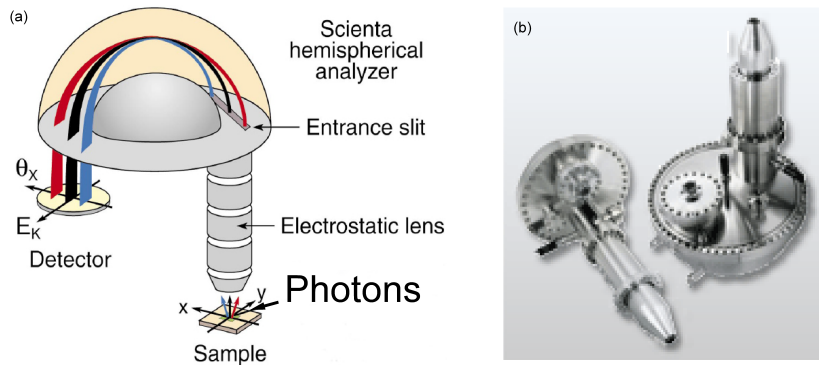 (a)
Scienta
hemispherical
analyzer
Entrance slit
θx
EK
Detector
Electrostatic lens
x
y
Photons
Sample
(b)